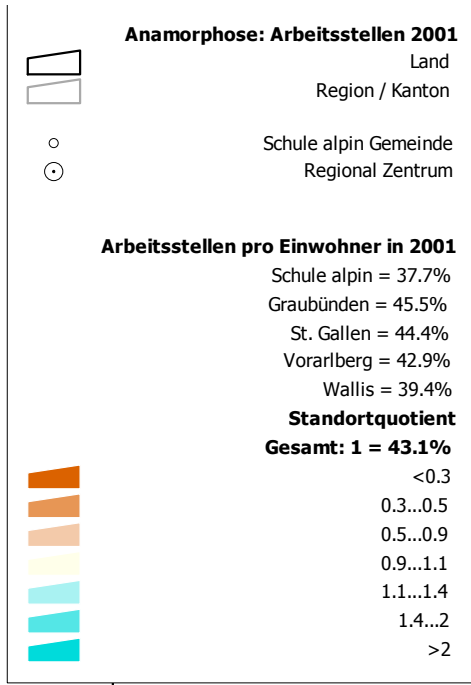 Anamorphose: Arbeitsstellen 2001
Land
Region / Kanton
Schule alpin Gemeinde
Regional Zentrum
Arbeitsstellen pro Einwohner in 2001
Schule alpin = 37.7%
Graubünden = 45.5%
St. Gallen = 44.4%
Vorarlberg = 42.9%
Wallis = 39.4%
Standortquotient
Gesamt: 1 = 43.1%
<0.3
0.3...0.5
0.5...0.9
0.9...1.1
1.1...1.4
1.4...2
>2